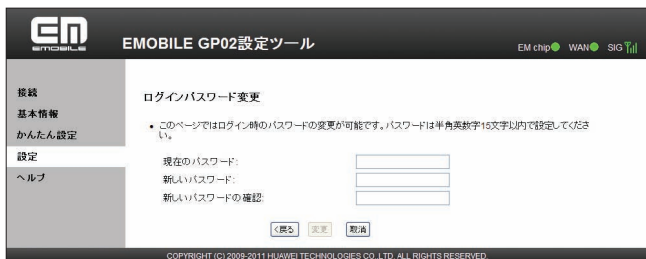 EM
EMOBILE
EMOBILE GP02設定ツール
EM chip WAN SIG
接続
基本情報
かんたん設定
設定
ヘルプ
ログインパスワード変更
• このページではログイン時のパスワードの変更が可能です。パスワードは半角英数字15文字以内で設定してくださ
い。
現在のパスワード:
新しいパスワード:
新しいパスワードの確認:
<戻る 変更 取消
COPYRIGHT (C) 2009-2011 HUAWEI TECHNOLOGIES CO.,LTD. ALL RIGHTS RESERVED.